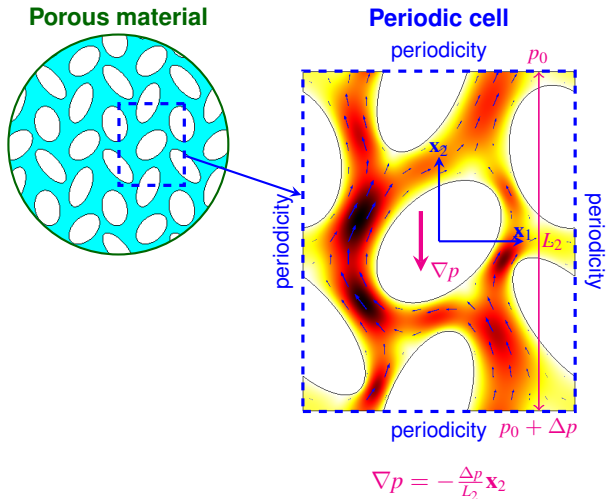 Porous material
Periodic cell
periodicity
p₀
x₂
periodicity
x₁
L₂
periodicity
∇p
periodicity
p₀ + Δp
∇p = −Δp/L₂ x₂